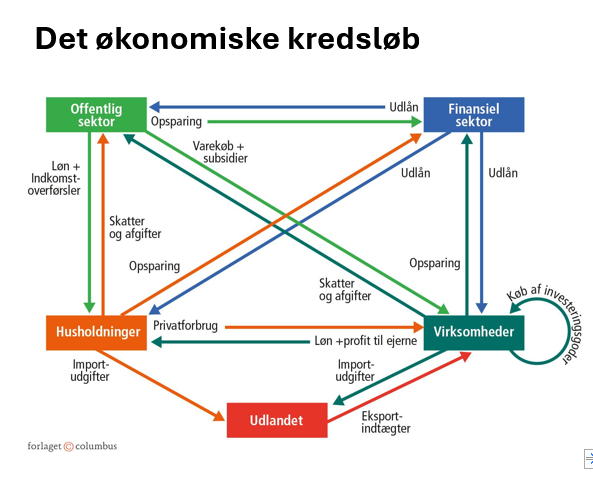 Det økonomiske kredsløb
Offentlig
sektor
Udlån
Opsparing
Finansiel
sektor
Varekøb +
subsidier
Løn +
Indkomst-
overførsler
Udlån
Udlån
Skatter
og afgifter
Opsparing
Opsparing
Skatter
og afgifter
Køb af investeringsgoder
Husholdninger
Privatforbrug
Løn +profit til ejerne
Virksomheder
Import-
udgifter
Import-
udgifter
Udlandet
Eksport-
indtægter
forlaget © columbus